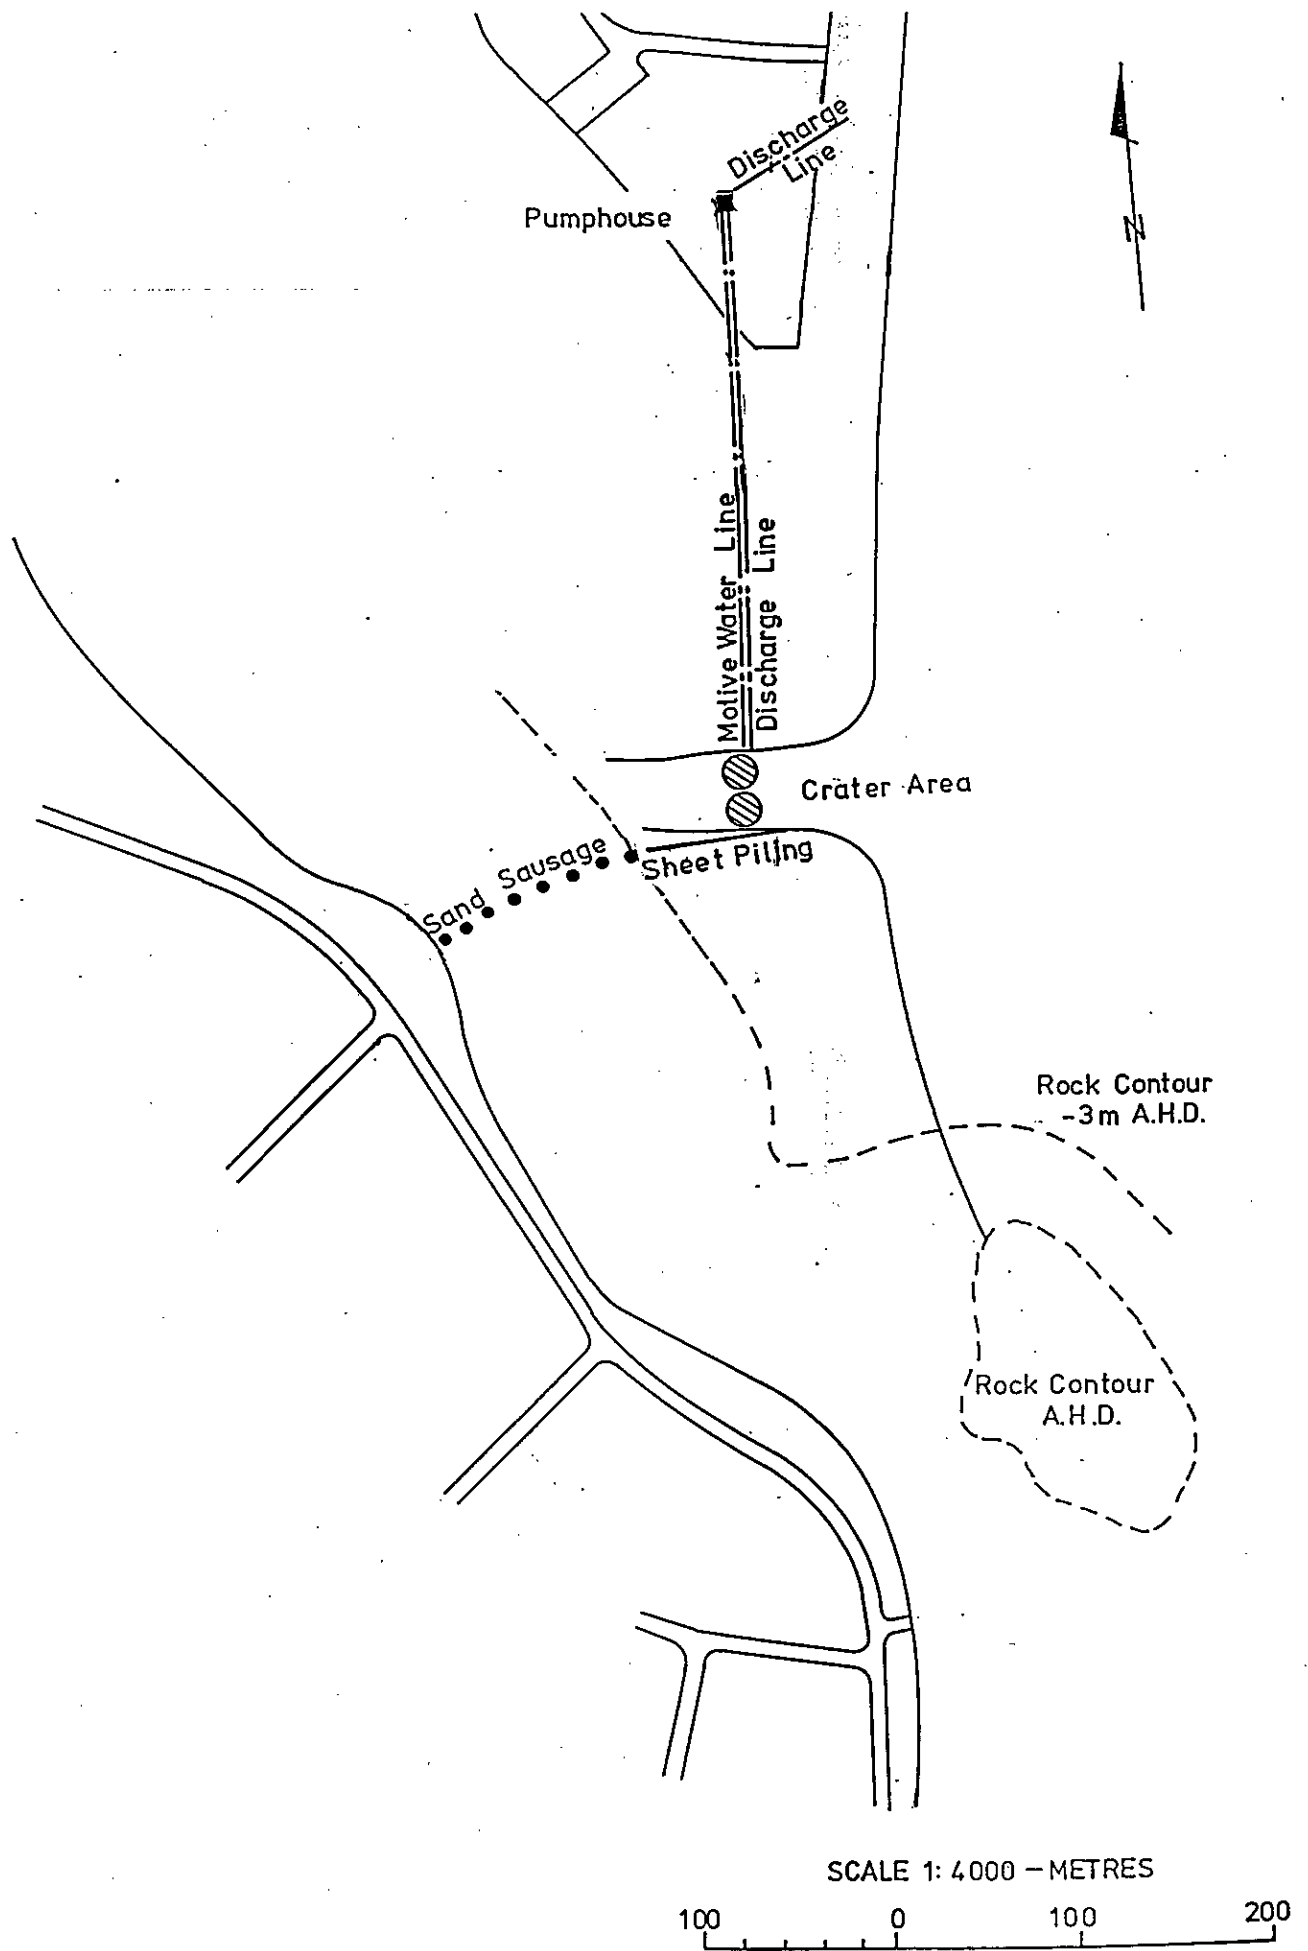 Discharge
Line
Pumphouse
N
Motive Water Line
Discharge Line
Crater Area
Sand Sausage
Sheet Piling
Rock Contour
-3m A.H.D.
Rock Contour
A.H.D.
SCALE 1: 4000 - METRES
100 0 100 200